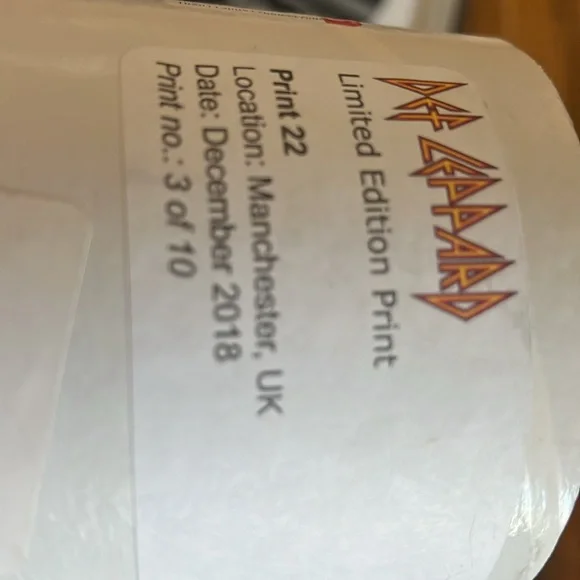 DEF LEPPARD
Limited Edition Print
Print 22
Location: Manchester, UK
Date: December 2018
Print no.: 3 of 10